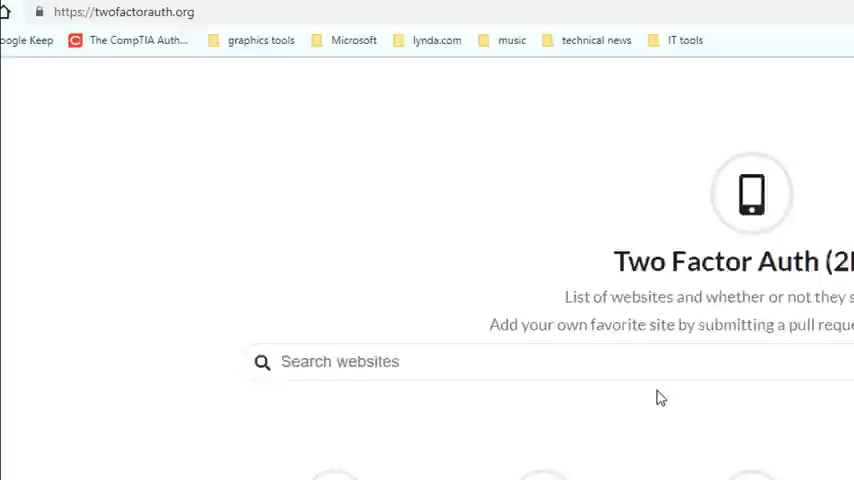 https://twofactorauth.org
oogle Keep The CompTIA Auth... graphics tools Microsoft lynda.com music technical news IT tools
Two Factor Auth (2
List of websites and whether or not they s
Add your own favorite site by submitting a pull reque
Search websites